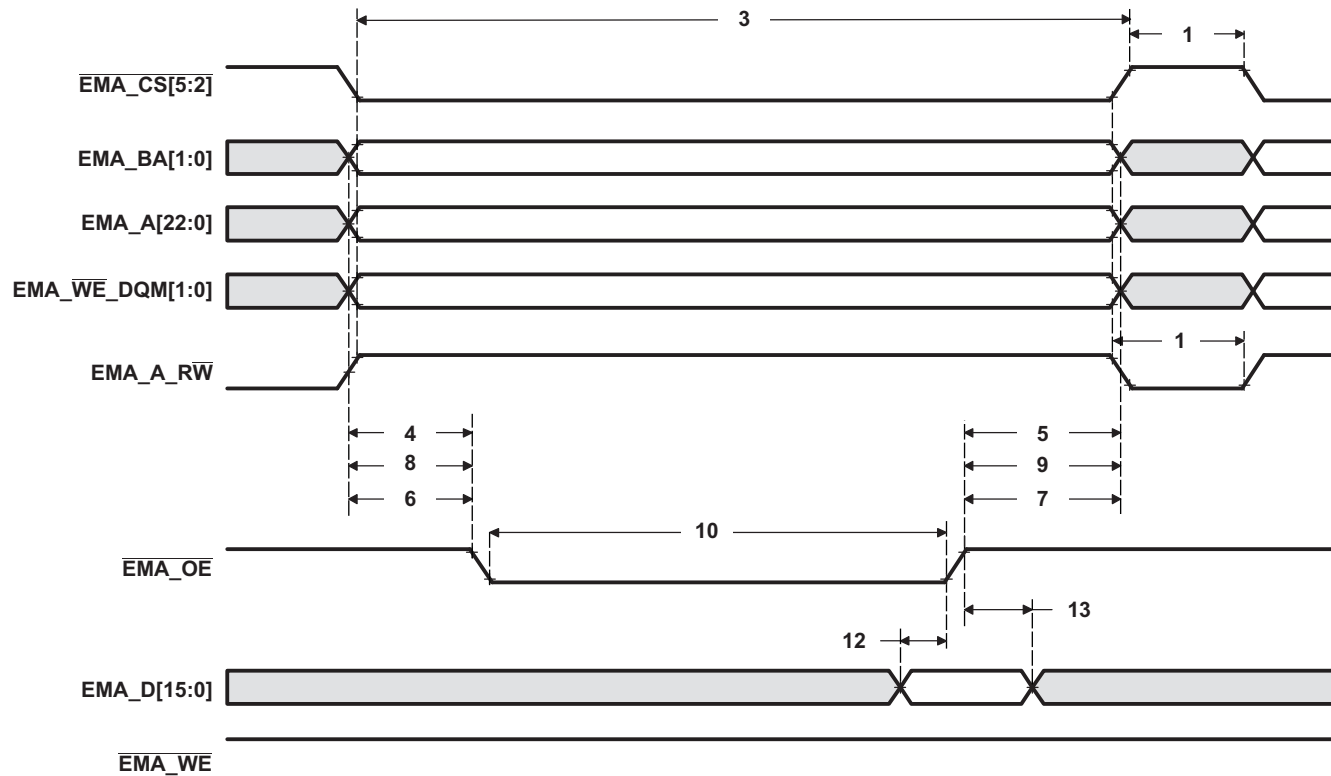 3
1
EMA_CS[5:2]
EMA_BA[1:0]
EMA_A[22:0]
EMA_WE_DQM[1:0]
1
EMA_A_RW
4
5
8
9
6
7
10
EMA_OE
13
12
EMA_D[15:0]
EMA_WE